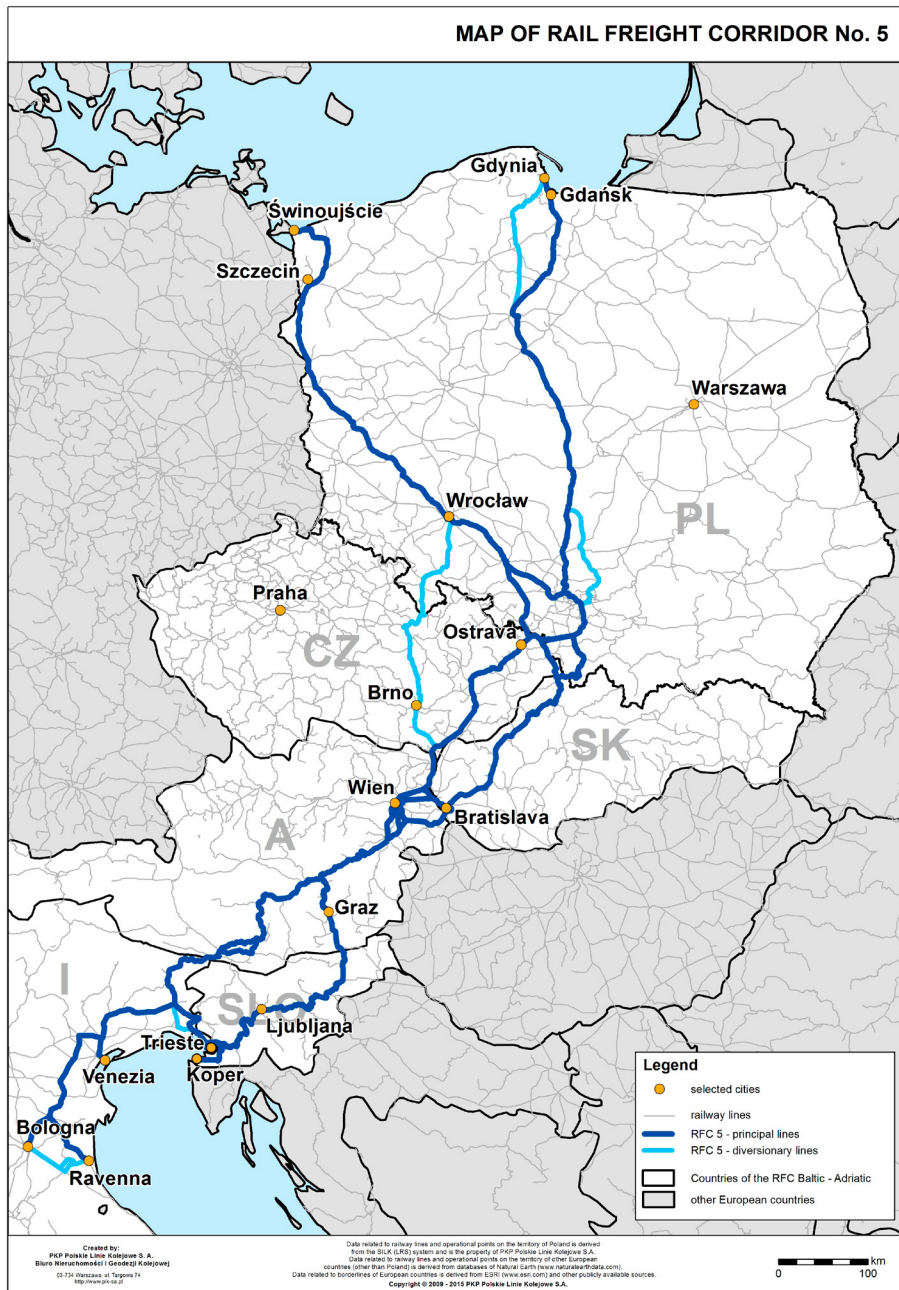 MAP OF RAIL FREIGHT CORRIDOR No. 5
Gdynia
Gdańsk
Świnoujście
Szczecin
Warszawa
Wrocław
PL
Praha
CZ
Ostrava
Brno
SK
Wien
Bratislava
A
Graz
I
SLO
Ljubljana
Trieste
Koper
Venezia
Bologna
Ravenna
Legend
selected cities
railway lines
RFC 5 - principal lines
RFC 5 - diversionary lines
Countries of the RFC Baltic - Adriatic
other European countries
Created by:
PKP Polskie Linie Kolejowe S. A.
Biuro Nieruchomości i Geodezji Kolejowej
03-734 Warszawa, ul. Targowa 74
http://www.plk-sa.pl
Data related to railway lines and operational points on the territory of Poland is derived
from the SILK (LRS) system and is the property of PKP Polskie Linie Kolejowe S.A.
Data related to railway lines and operational points on the territory of other European
countries (other than Poland) is derived from databases of Natural Earth (www.naturalearthdata.com).
Data related to borderlines of European countries is derived from ESRI (www.esri.com) and other publicly available sources.
Copyright © 2009 - 2015 PKP Polskie Linie Kolejowe S.A.
km
0 100